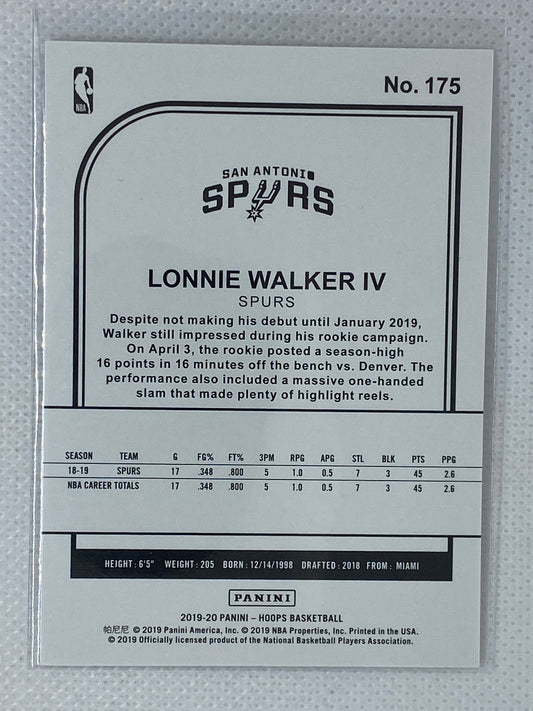 NBA
No. 175
SAN ANTONIO
SPURS
LONNIE WALKER IV
SPURS
Despite not making his debut until January 2019,
Walker still impressed during his rookie campaign.
On April 3, the rookie posted a season-high
16 points in 16 minutes off the bench vs. Denver. The
performance also included a massive one-handed
slam that made plenty of highlight reels.
SEASON TEAM G FG% FT% 3PM RPG APG STL BLK PTS PPG
18-19 SPURS 17 .348 .800 5 1.0 0.5 7 3 45 2.6
NBA CAREER TOTALS 17 .348 .800 5 1.0 0.5 7 3 45 2.6
HEIGHT: 6'5" WEIGHT: 205 BORN: 12/14/1998 DRAFTED: 2018 FROM: MIAMI
PANINI
2019-20 PANINI – HOOPS BASKETBALL
帕尼尼 © 2019 Panini America, Inc. © 2019 NBA Properties, Inc. Printed in the USA.
© 2019 Officially licensed product of the National Basketball Players Association.